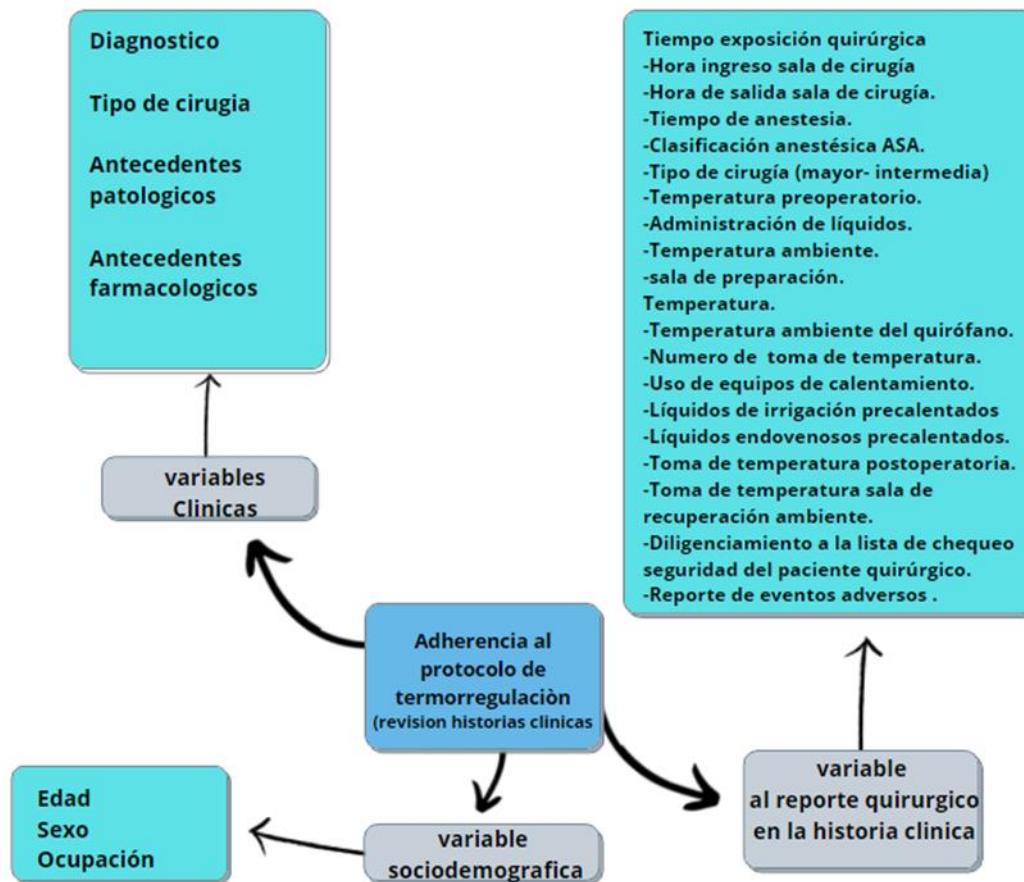 Diagnostico
Tipo de cirugia
Antecedentes
patologicos
Antecedentes
farmacologicos
variables
Clinicas
Tiempo exposición quirúrgica
-Hora ingreso sala de cirugía
-Hora de salida sala de cirugía.
-Tiempo de anestesia.
-Clasificación anestésica ASA.
-Tipo de cirugía (mayor- intermedia)
-Temperatura preoperatorio.
-Administración de líquidos.
-Temperatura ambiente.
-sala de preparación.
Temperatura.
-Temperatura ambiente del quirófano.
-Numero de toma de temperatura.
-Uso de equipos de calentamiento.
-Líquidos de irrigación precalentados
-Líquidos endovenosos precalentados.
-Toma de temperatura postoperatoria.
-Toma de temperatura sala de
recuperación ambiente.
-Diligenciamiento a la lista de chequeo
seguridad del paciente quirúrgico.
-Reporte de eventos adversos .
Adherencia al
protocolo de
termorregulaciòn
(revision historias clinicas
variable
al reporte quirurgico
en la historia clinica
Edad
Sexo
Ocupación
variable
sociodemografica